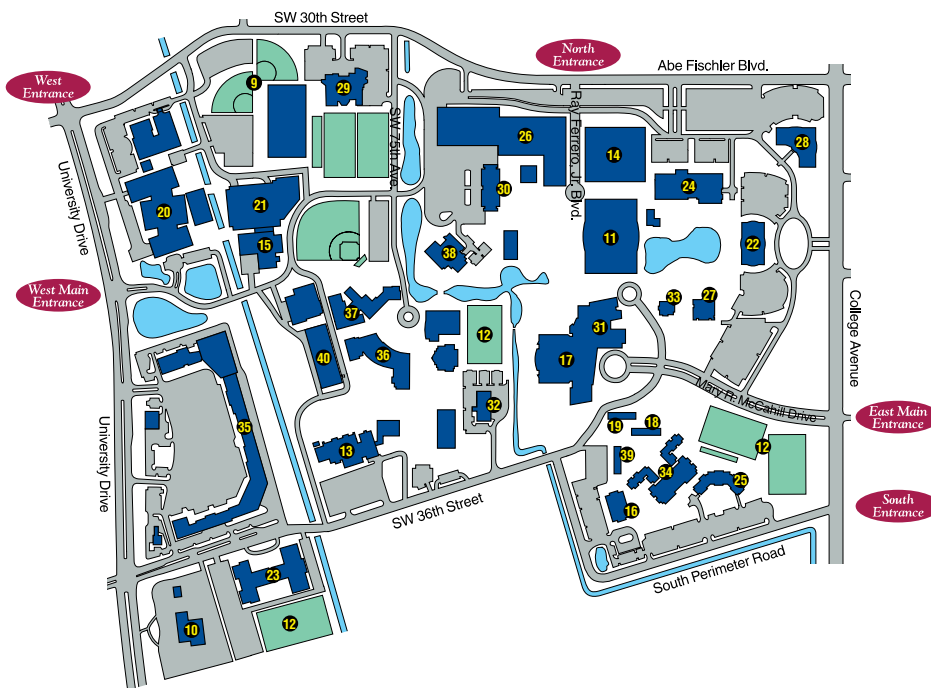 SW 30th Street
North
Entrance
Abe Fischler Blvd.
West
Entrance
9
29
SW 75th Ave.
Ray Ferrero Jr. Blvd.
26
14
28
University Drive
20
21
30
24
15
11
22
38
West Main
Entrance
33
27
College Avenue
37
12
31
40
36
17
Mary R. McCahill Drive
32
East Main
Entrance
University Drive
35
19
18
12
13
39
34
25
SW 36th Street
16
South
Entrance
23
South Perimeter Road
10
12